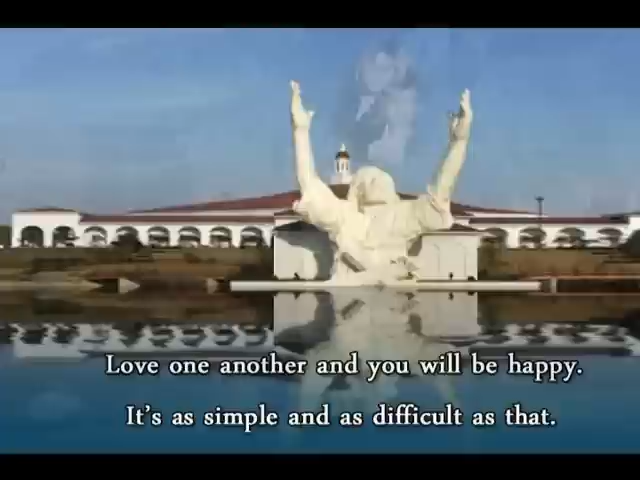 Love one another and you will be happy.
It's as simple and as difficult as that.